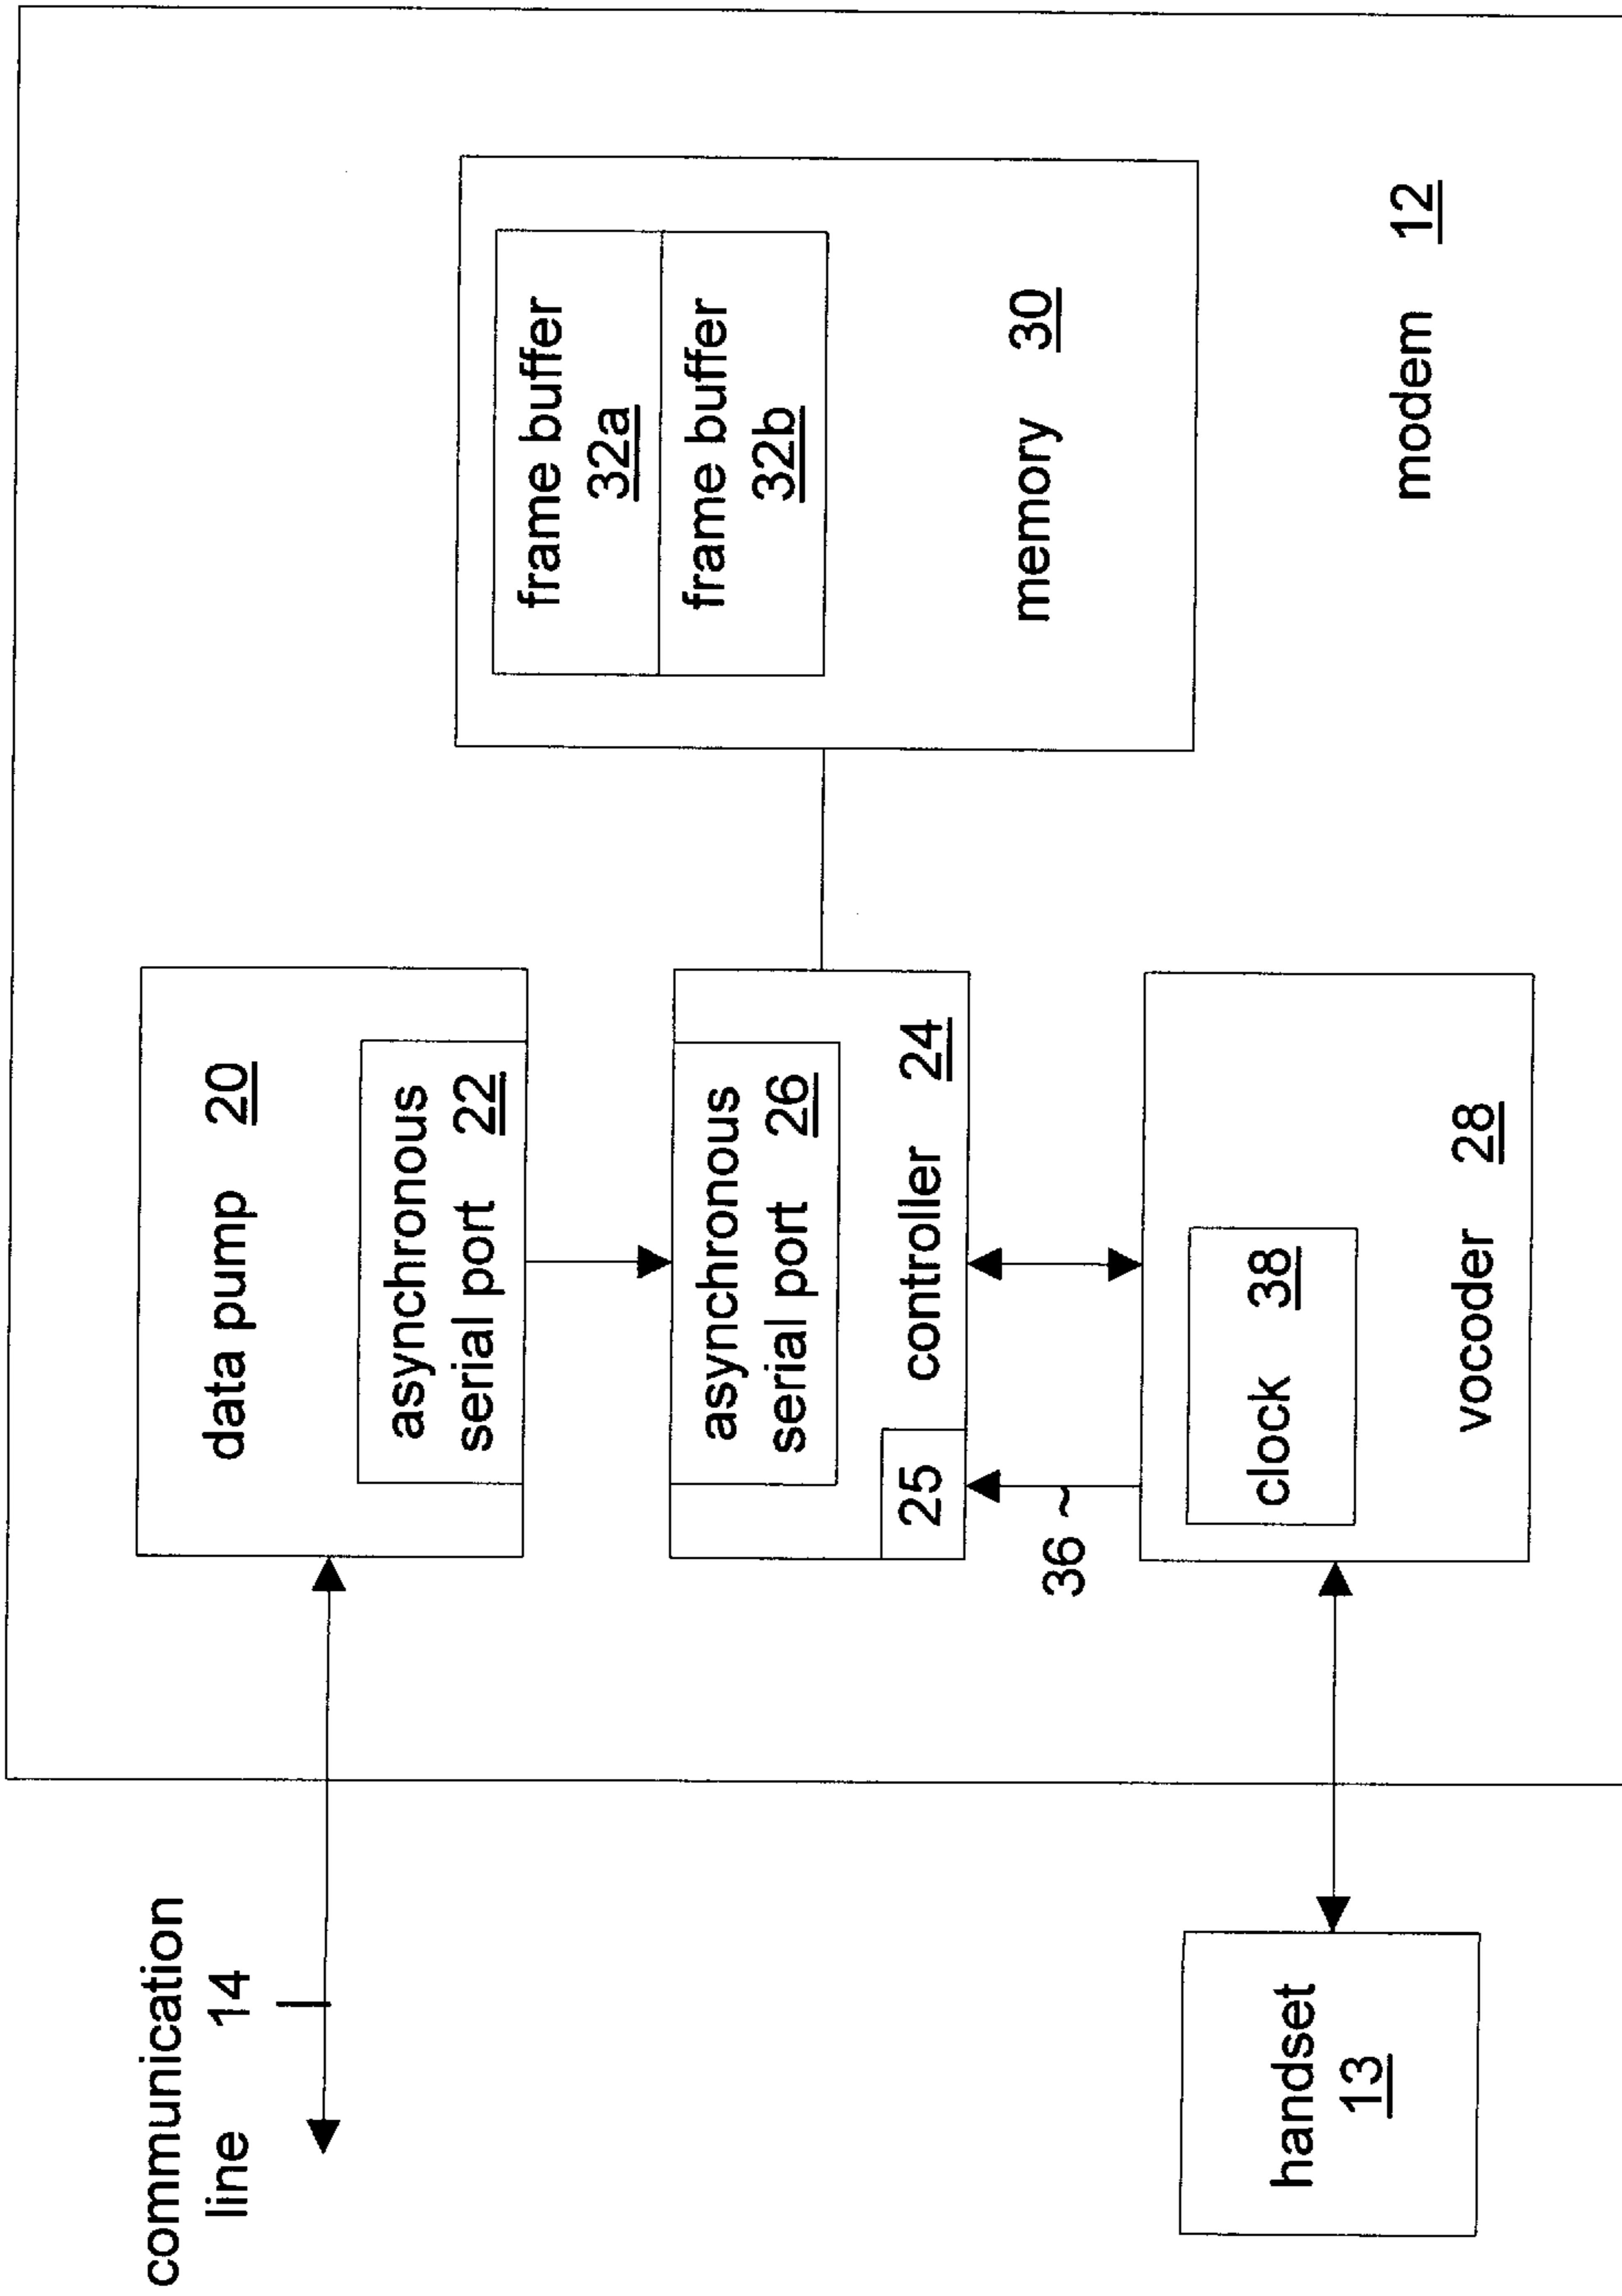 communication
line 14
data pump 20
asynchronous
serial port 22
frame buffer
32a
frame buffer
32b
asynchronous
serial port 26
25
controller 24
memory 30
36 ~
handset
13
clock 38
vocoder 28
modem 12